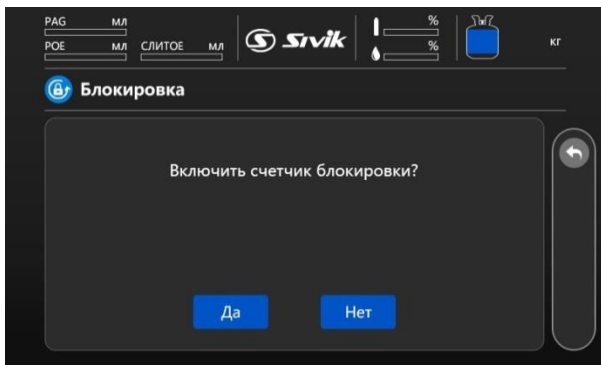 PAG мл
POE мл СЛИТОЕ мл
Sivik
%
%
кг
Блокировка
Включить счетчик блокировки?
Да Нет